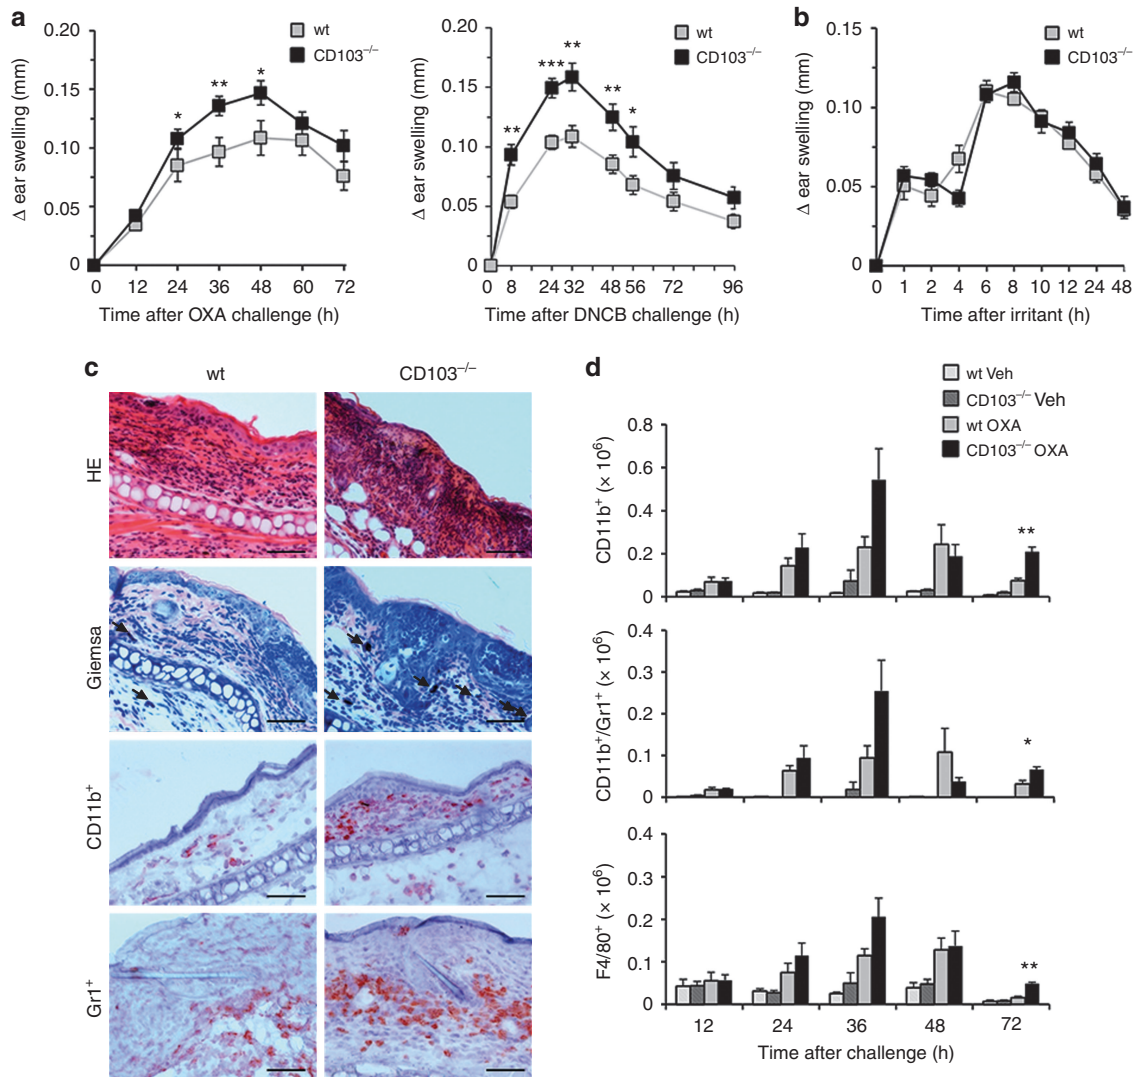 a
0.20
0.15
0.10
0.05
0
Δ ear swelling (mm)
wt
CD103–/–
*
**
*
0 12 24 36 48 60 72
Time after OXA challenge (h)
0.20
0.15
0.10
0.05
0
Δ ear swelling (mm)
wt
CD103–/–
**
***
**
**
*
0 8 24 32 48 56 72 96
Time after DNCB challenge (h)
b
0.15
0.10
0.05
0
Δ ear swelling (mm)
wt
CD103–/–
0 1 2 4 6 8 10 12 24 48
Time after irritant (h)
c
wt CD103–/–
HE
Giemsa
CD11b+
Gr1+
d
wt Veh
CD103–/– Veh
wt OXA
CD103–/– OXA
0.8
0.6
0.4
0.2
0
CD11b+ (× 10⁶)
**
0.4
0.3
0.2
0.1
0
CD11b+/Gr1+ (× 10⁶)
*
0.4
0.3
0.2
0.1
0
F4/80+ (× 10⁶)
**
12 24 36 48 72
Time after challenge (h)